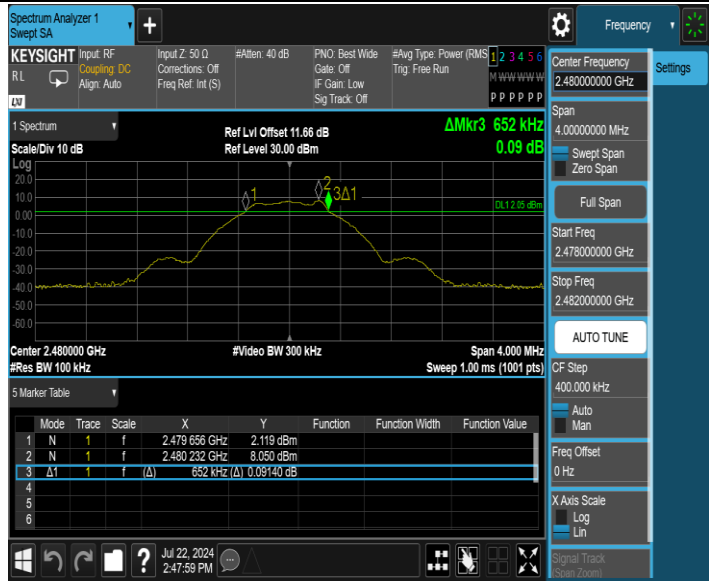 Spectrum Analyzer 1
Swept SA
Frequency
KEYSIGHT
RL
LXI
Input: RF
Coupling: DC
Align: Auto
Input Z: 50 Ω
Corrections: Off
Freq Ref: Int (S)
#Atten: 40 dB
PNO: Best Wide
Gate: Off
IF Gain: Low
Sig Track: Off
#Avg Type: Power (RMS
Trig: Free Run
1 2 3 4 5 6
M W W W W W
P P P P P P
Center Frequency
2.480000000 GHz
Settings
Span
4.00000000 MHz
Swept Span
Zero Span
Full Span
Start Freq
2.478000000 GHz
Stop Freq
2.482000000 GHz
AUTO TUNE
CF Step
400.000 kHz
Auto
Man
Freq Offset
0 Hz
X Axis Scale
Log
Lin
Signal Track
(Span Zoom)
1 Spectrum
Scale/Div 10 dB
Ref Lvl Offset 11.66 dB
Ref Level 30.00 dBm
ΔMkr3 652 kHz
0.09 dB
Log
20.0
10.0
0.00
-10.0
-20.0
-30.0
-40.0
-50.0
-60.0
1
2
3Δ1
DL1 2.05 dBm
Center 2.480000 GHz
#Video BW 300 kHz
Span 4.000 MHz
#Res BW 100 kHz
Sweep 1.00 ms (1001 pts)
5 Marker Table
Mode Trace Scale X Y Function Function Width Function Value
1 N 1 f 2.479 656 GHz 2.119 dBm
2 N 1 f 2.480 232 GHz 8.050 dBm
3 Δ1 1 f (Δ) 652 kHz (Δ) 0.09140 dB
4
5
6
?
Jul 22, 2024
2:47:59 PM